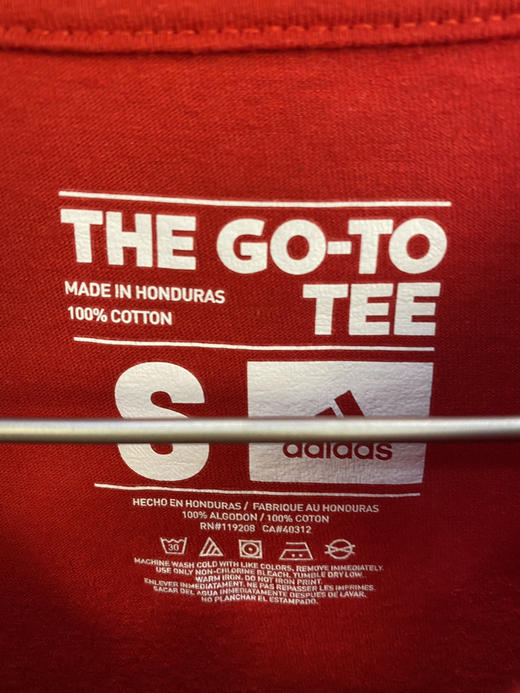 THE GO-TO
TEE
MADE IN HONDURAS
100% COTTON
S
adidas
HECHO EN HONDURAS / FABRIQUE AU HONDURAS
100% ALGODON / 100% COTON
RN#119208 CA#40312
30
MACHINE WASH COLD WITH LIKE COLORS, REMOVE IMMEDIATELY.
USE ONLY NON-CHLORINE BLEACH, TUMBLE DRY LOW.
WARM IRON. DO NOT IRON PRINT.
ENLEVER IMMEDIATEMENT. NE PAS REPASSER LES IMPRIMES.
SACAR DEL AGUA INMEDIATAMENTE DESPUES DE LAVAR.
NO PLANCHAR EL ESTAMPADO.